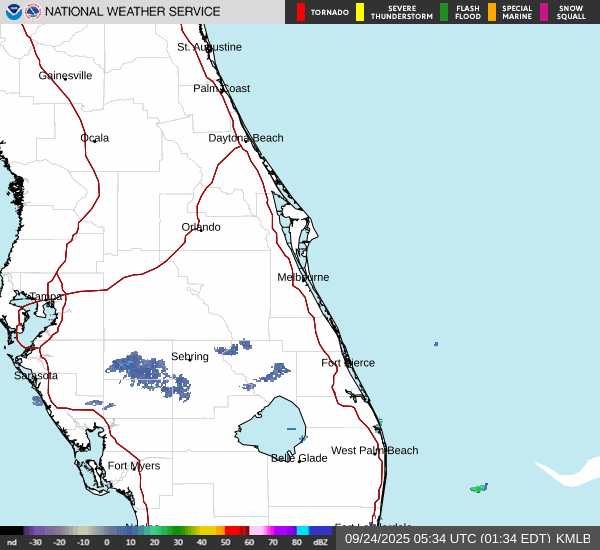 NATIONAL WEATHER SERVICE
TORNADO
SEVERE
THUNDERSTORM
FLASH
FLOOD
SPECIAL
MARINE
SNOW
SQUALL
St. Augustine
Gainesville
Palm Coast
Ocala
Daytona Beach
Orlando
Melbourne
Tampa
Sebring
Fort Pierce
Sarasota
West Palm Beach
Belle Glade
Fort Myers
nd -30 -20 -10 0 10 20 30 40 50 60 70 80 dBZ
09/24/2025 05:34 UTC (01:34 EDT) KMLB